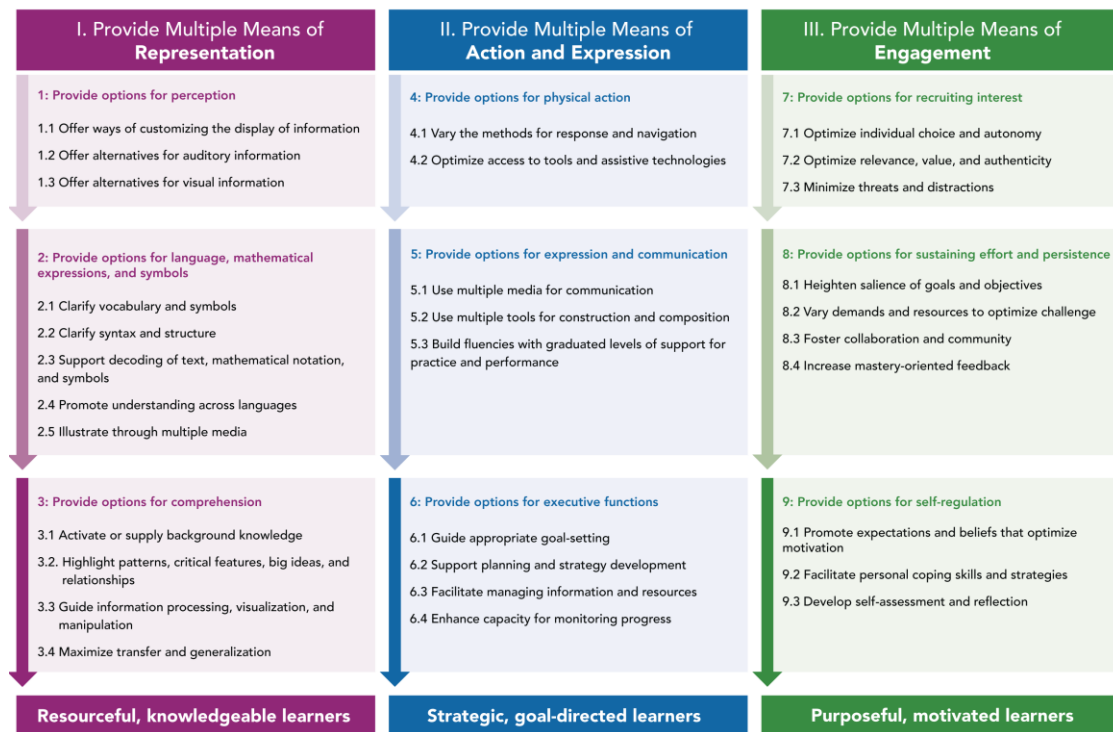 I. Provide Multiple Means of
Representation
1: Provide options for perception
1.1 Offer ways of customizing the display of information
1.2 Offer alternatives for auditory information
1.3 Offer alternatives for visual information
2: Provide options for language, mathematical
expressions, and symbols
2.1 Clarify vocabulary and symbols
2.2 Clarify syntax and structure
2.3 Support decoding of text, mathematical notation,
and symbols
2.4 Promote understanding across languages
2.5 Illustrate through multiple media
3: Provide options for comprehension
3.1 Activate or supply background knowledge
3.2. Highlight patterns, critical features, big ideas, and
relationships
3.3 Guide information processing, visualization, and
manipulation
3.4 Maximize transfer and generalization
Resourceful, knowledgeable learners
II. Provide Multiple Means of
Action and Expression
4: Provide options for physical action
4.1 Vary the methods for response and navigation
4.2 Optimize access to tools and assistive technologies
5: Provide options for expression and communication
5.1 Use multiple media for communication
5.2 Use multiple tools for construction and composition
5.3 Build fluencies with graduated levels of support for
practice and performance
6: Provide options for executive functions
6.1 Guide appropriate goal-setting
6.2 Support planning and strategy development
6.3 Facilitate managing information and resources
6.4 Enhance capacity for monitoring progress
Strategic, goal-directed learners
III. Provide Multiple Means of
Engagement
7: Provide options for recruiting interest
7.1 Optimize individual choice and autonomy
7.2 Optimize relevance, value, and authenticity
7.3 Minimize threats and distractions
8: Provide options for sustaining effort and persistence
8.1 Heighten salience of goals and objectives
8.2 Vary demands and resources to optimize challenge
8.3 Foster collaboration and community
8.4 Increase mastery-oriented feedback
9: Provide options for self-regulation
9.1 Promote expectations and beliefs that optimize
motivation
9.2 Facilitate personal coping skills and strategies
9.3 Develop self-assessment and reflection
Purposeful, motivated learners